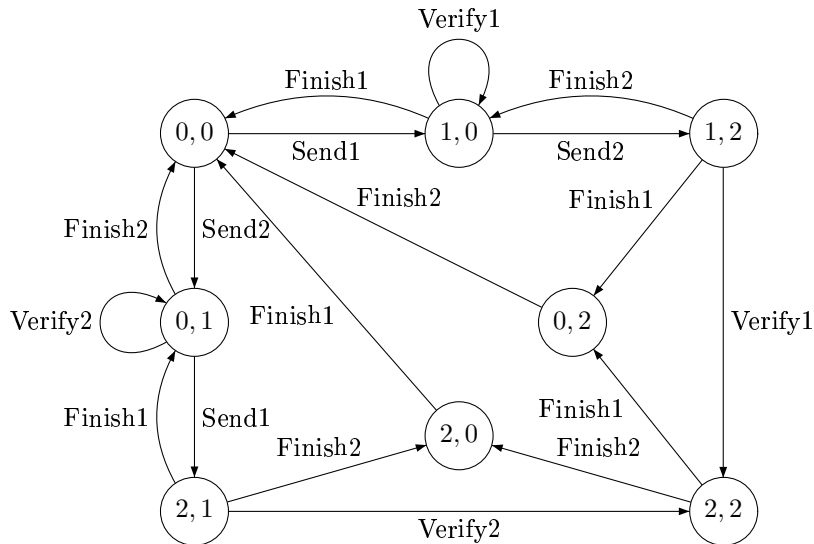 Verify1
Finish1
Finish2
0,0
1,0
1,2
Send1
Send2
Finish2
Finish1
Finish2
Send2
Verify2
0,1
Finish1
0,2
Verify1
Finish1
Send1
Finish1
Finish2
2,0
Finish2
2,1
2,2
Verify2